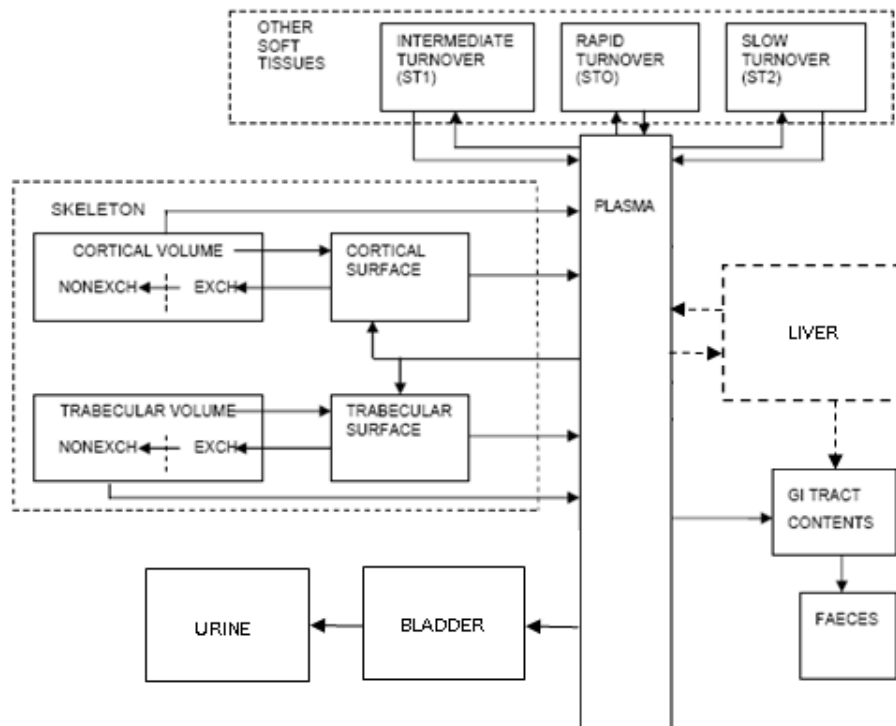 OTHER
SOFT
TISSUES
INTERMEDIATE
TURNOVER
(ST1)
RAPID
TURNOVER
(STO)
SLOW
TURNOVER
(ST2)
PLASMA
SKELETON
CORTICAL VOLUME
NONEXCH EXCH
CORTICAL
SURFACE
TRABECULAR VOLUME
NONEXCH EXCH
TRABECULAR
SURFACE
LIVER
GI TRACT
CONTENTS
FAECES
URINE
BLADDER